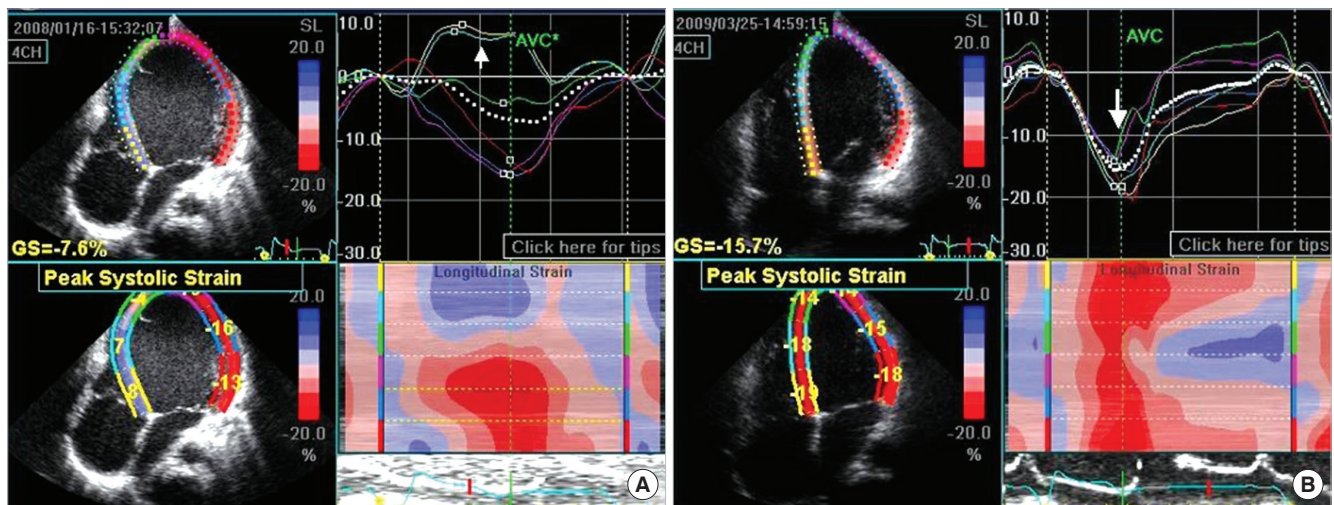 2008/01/16-15:32:07
SL
4CH
20.0
-20.0
%
GS=-7.6%
10.0
0.0
-10.0
-20.0
-30.0
AVC*
Click here for tips
Peak Systolic Strain
20.0
-4
7
8
-16
-13
-20.0
%
Longitudinal Strain
A
2009/03/25-14:59:15
SL
4CH
20.0
-20.0
%
GS=-15.7%
10.0
0.0
-10.0
-20.0
-30.0
AVC
Click here for tips
Peak Systolic Strain
20.0
-14
-14
-18
-15
-19
-18
-20.0
%
Longitudinal Strain
B